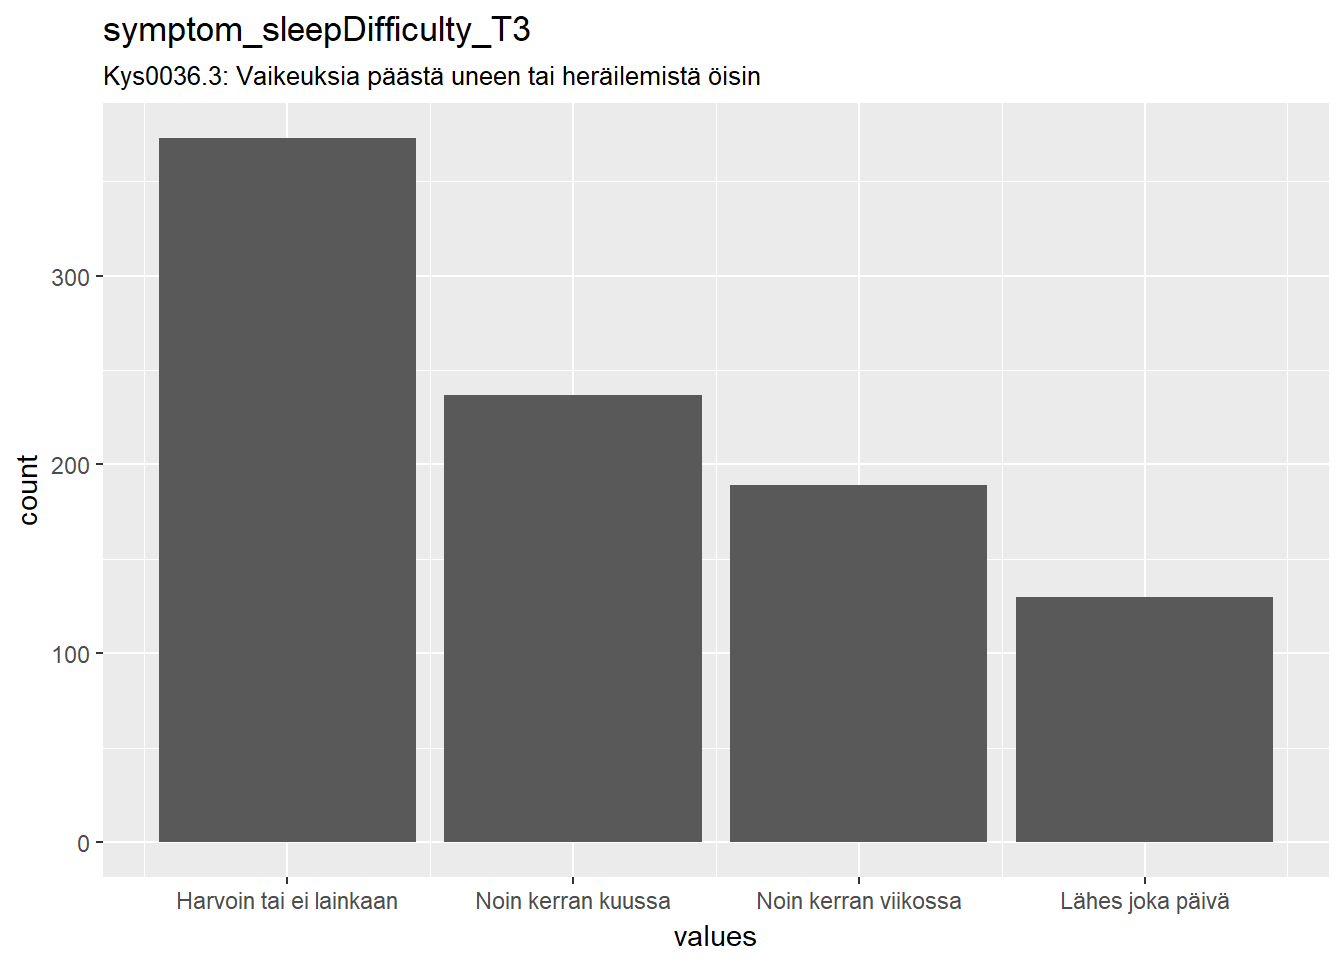 symptom_sleepDifficulty_T3
Kys0036.3: Vaikeuksia päästä uneen tai heräilemistä öisin
300
200
100
0
count
Harvoin tai ei lainkaan Noin kerran kuussa Noin kerran viikossa Lähes joka päivä
values